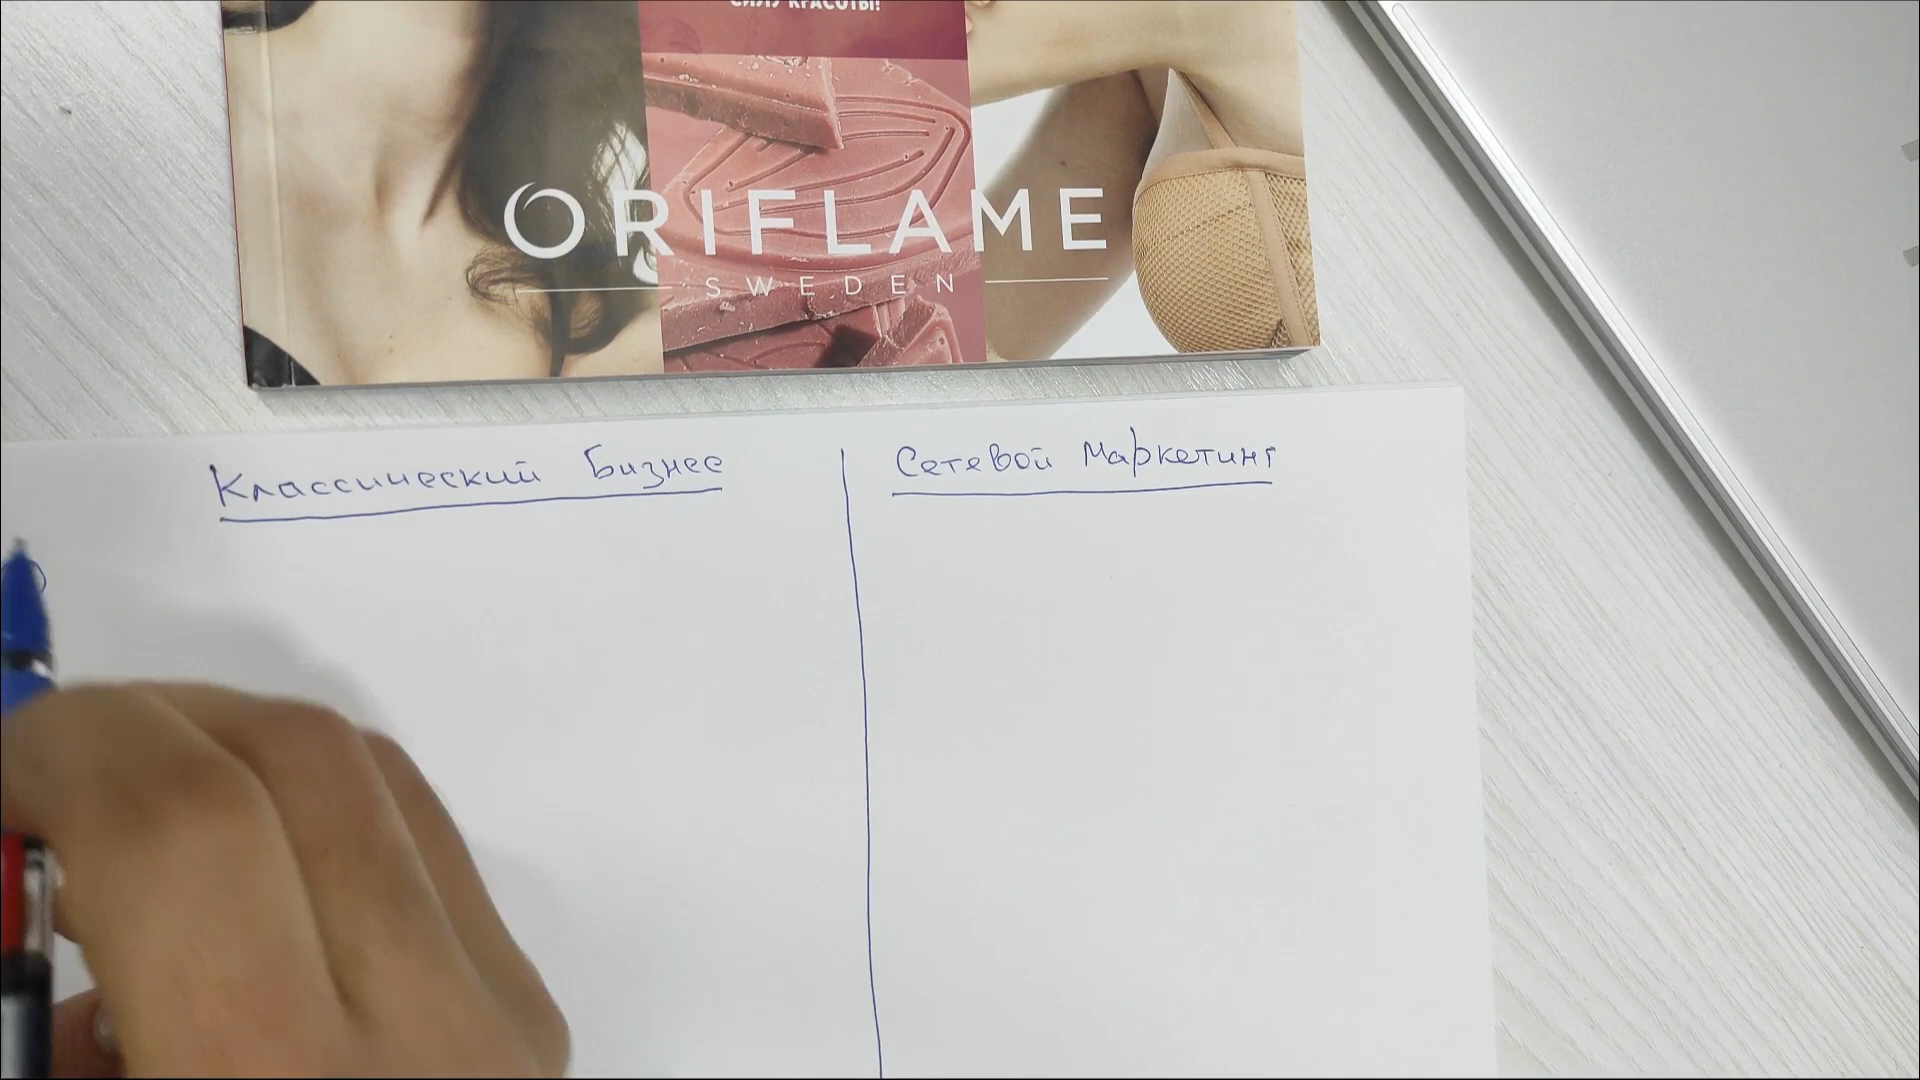 СИЛУ КРАСОТЫ!
ORIFLAME
SWEDEN
Классический бизнес
Сетевой маркетинг